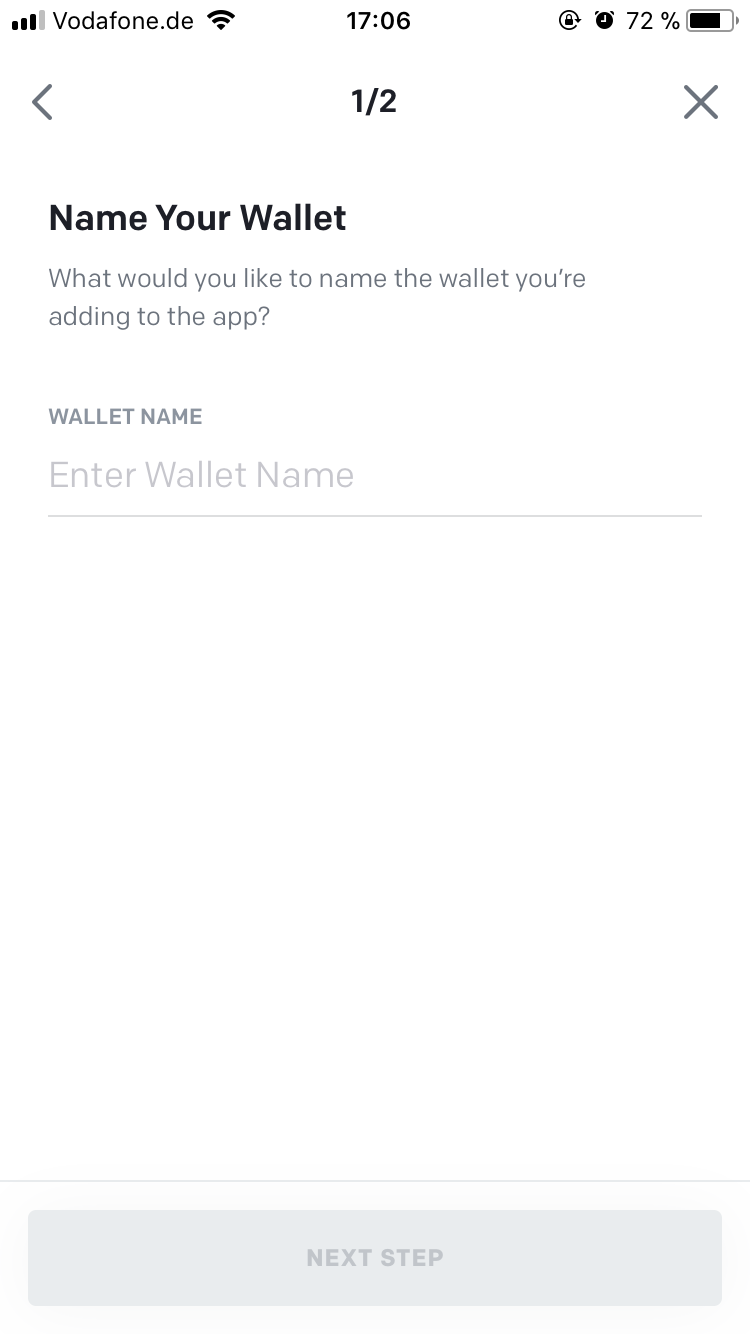 Vodafone.de 17:06 72 %
1/2
Name Your Wallet
What would you like to name the wallet you’re
adding to the app?
WALLET NAME
Enter Wallet Name
NEXT STEP